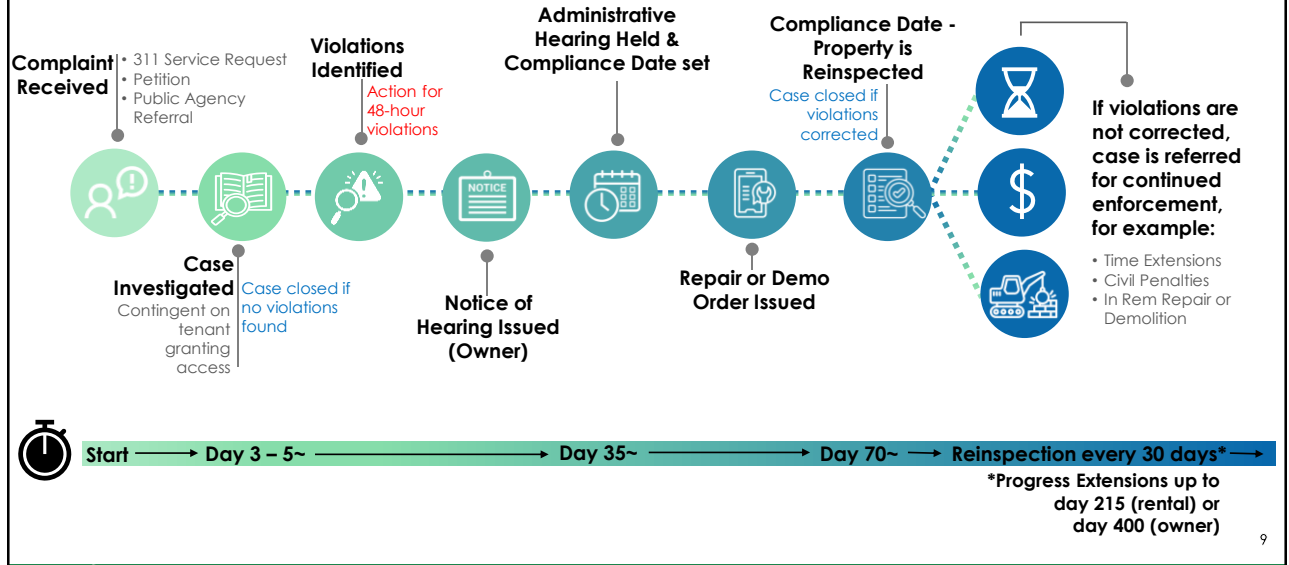 Complaint
Received
• 311 Service Request
• Petition
• Public Agency
Referral
Case
Investigated
Contingent on
tenant
granting
access
Case closed if
no violations
found
Violations
Identified
Action for
48-hour
violations
NOTICE
Notice of
Hearing Issued
(Owner)
Administrative
Hearing Held &
Compliance Date set
Repair or Demo
Order Issued
Compliance Date -
Property is
Reinspected
Case closed if
violations
corrected
$
If violations are
not corrected,
case is referred
for continued
enforcement,
for example:
• Time Extensions
• Civil Penalties
• In Rem Repair or
Demolition
Start Day 3 – 5~ Day 35~ Day 70~ Reinspection every 30 days*
*Progress Extensions up to
day 215 (rental) or
day 400 (owner)
9